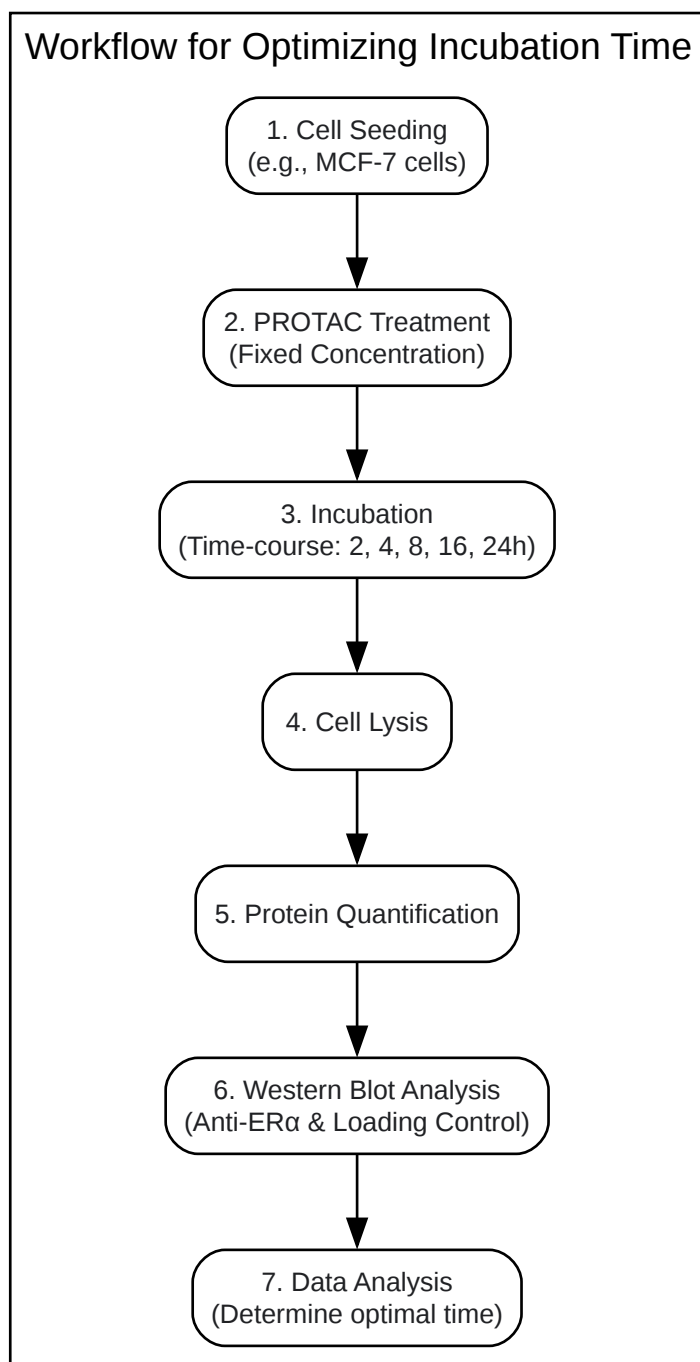 Workflow for Optimizing Incubation Time
1. Cell Seeding
(e.g., MCF-7 cells)
2. PROTAC Treatment
(Fixed Concentration)
3. Incubation
(Time-course: 2, 4, 8, 16, 24h)
4. Cell Lysis
5. Protein Quantification
6. Western Blot Analysis
(Anti-ERα & Loading Control)
7. Data Analysis
(Determine optimal time)